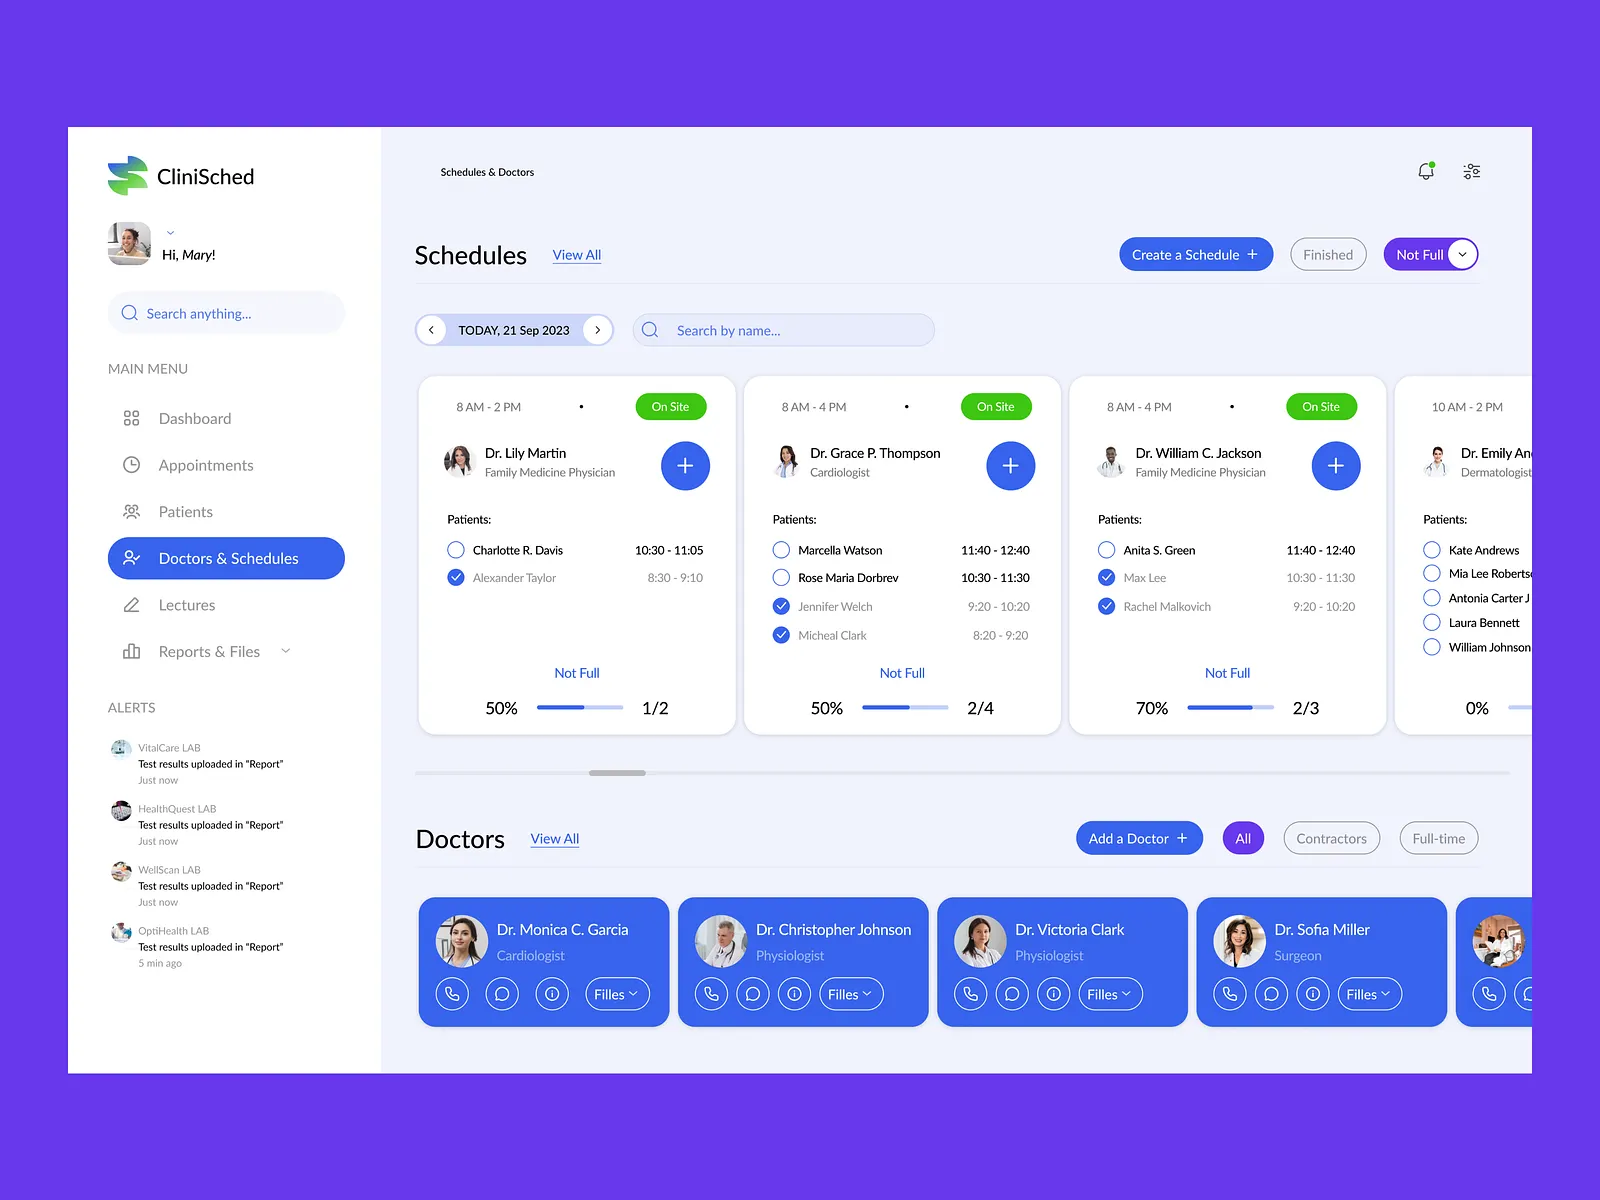 CliniSched
Hi, Mary!
Search anything...
MAIN MENU
Dashboard
Appointments
Patients
Doctors & Schedules
Lectures
Reports & Files
ALERTS
VitalCare LAB
Test results uploaded in "Report"
Just now
HealthQuest LAB
Test results uploaded in "Report"
Just now
WellScan LAB
Test results uploaded in "Report"
Just now
OptiHealth LAB
Test results uploaded in "Report"
5 min ago
Schedules & Doctors
Schedules View All Create a Schedule + Finished Not Full
TODAY, 21 Sep 2023 Search by name...
8 AM - 2 PM • On Site
Dr. Lily Martin
Family Medicine Physician
Patients:
Charlotte R. Davis 10:30 - 11:05
Alexander Taylor 8:30 - 9:10
Not Full
50% 1/2
8 AM - 4 PM • On Site
Dr. Grace P. Thompson
Cardiologist
Patients:
Marcella Watson 11:40 - 12:40
Rose Maria Dorbrev 10:30 - 11:30
Jennifer Welch 9:20 - 10:20
Micheal Clark 8:20 - 9:20
Not Full
50% 2/4
8 AM - 4 PM • On Site
Dr. William C. Jackson
Family Medicine Physician
Patients:
Anita S. Green 11:40 - 12:40
Max Lee 10:30 - 11:30
Rachel Malkovich 9:20 - 10:20
Not Full
70% 2/3
10 AM - 2 PM
Dr. Emily An
Dermatologist
Patients:
Kate Andrews
Mia Lee Robertso
Antonia Carter J
Laura Bennett
William Johnson
0%
Doctors View All Add a Doctor + All Contractors Full-time
Dr. Monica C. Garcia
Cardiologist
Filles
Dr. Christopher Johnson
Physiologist
Filles
Dr. Victoria Clark
Physiologist
Filles
Dr. Sofia Miller
Surgeon
Filles